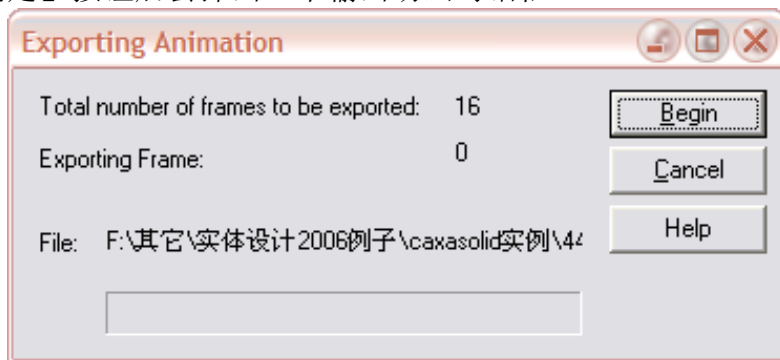 Exporting Animation
Total number of frames to be exported: 16
Begin
Exporting Frame: 0
Cancel
Help
File: F:\其它\实体设计2006例子\caxasolid实例\44